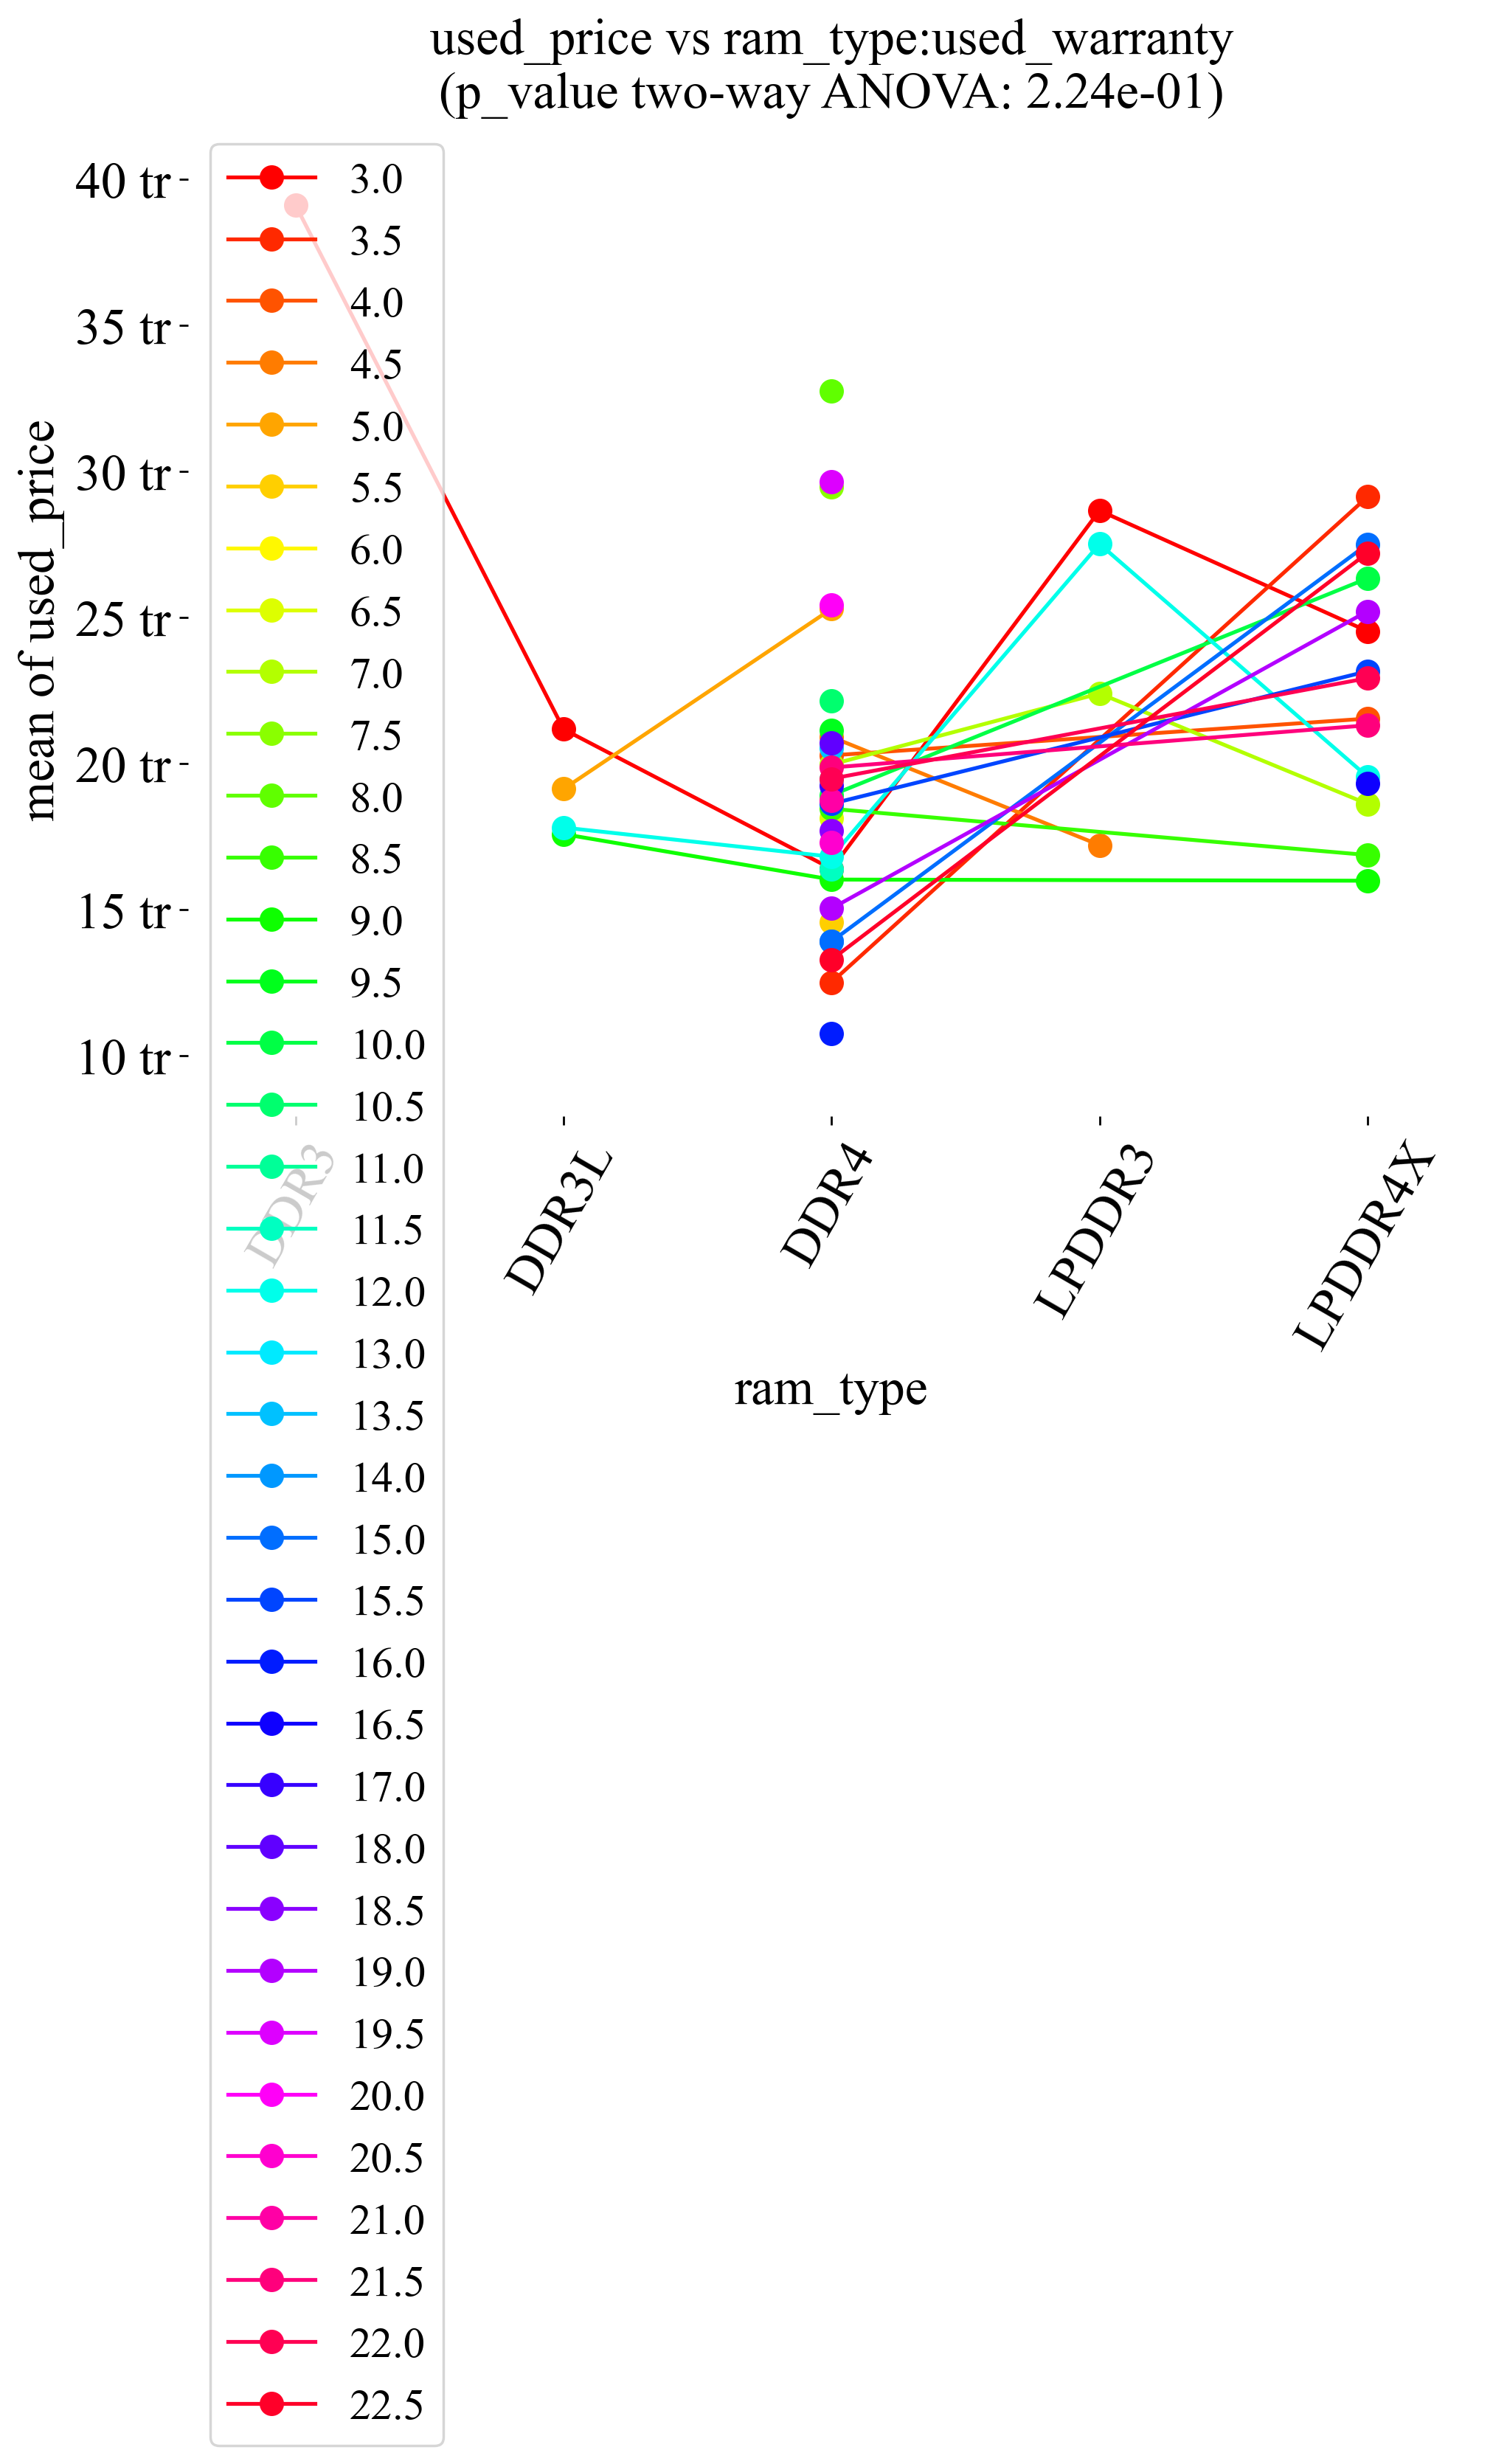 used_price vs ram_type:used_warranty
(p_value two-way ANOVA: 2.24e-01)
mean of used_price
40 tr
35 tr
30 tr
25 tr
20 tr
15 tr
10 tr
3.0
3.5
4.0
4.5
5.0
5.5
6.0
6.5
7.0
7.5
8.0
8.5
9.0
9.5
10.0
10.5
11.0
11.5
12.0
13.0
13.5
14.0
15.0
15.5
16.0
16.5
17.0
18.0
18.5
19.0
19.5
20.0
20.5
21.0
21.5
22.0
22.5
DDR3
DDR3L
DDR4
LPDDR3
LPDDR4X
ram_type